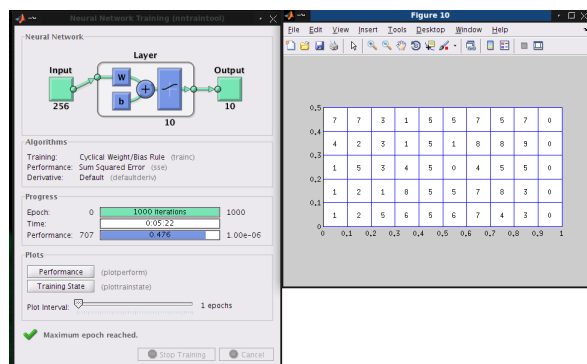 Neural Network Training (nntraintool)
Neural Network
Layer
Input
W
b
Output
256
10
10
Algorithms
Training: Cyclical Weight/Bias Rule (trainc)
Performance: Sum Squared Error (sse)
Derivative: Default (defaultderiv)
Progress
Epoch: 0 1000 iterations 1000
Time: 0:05:22
Performance: 707 0.476 1.00e-06
Plots
Performance (plotperform)
Training State (plottrainstate)
Plot Interval: 1 epochs
Maximum epoch reached.
Stop Training Cancel
Figure 10
File Edit View Insert Tools Desktop Window Help
0.5
7 7 3 1 5 5 7 5 7 0
0.4
4 2 3 1 5 1 8 8 9 0
0.3
1 5 3 4 5 0 4 5 5 0
0.2
1 2 1 8 5 5 7 8 3 0
0.1
1 2 5 6 5 6 7 4 3 0
0
0 0.1 0.2 0.3 0.4 0.5 0.6 0.7 0.8 0.9 1